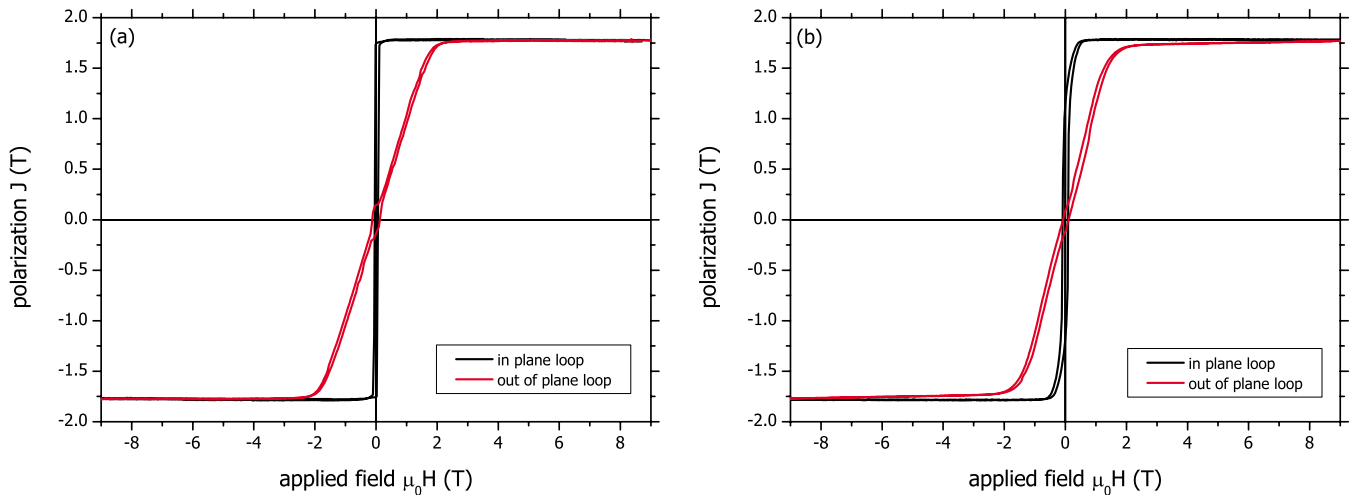 (a)
polarization J (T)
2.0
1.5
1.0
0.5
0.0
-0.5
-1.0
-1.5
-2.0
-8 -6 -4 -2 0 2 4 6 8
applied field μ0H (T)
in plane loop
out of plane loop
(b)
polarization J (T)
2.0
1.5
1.0
0.5
0.0
-0.5
-1.0
-1.5
-2.0
-8 -6 -4 -2 0 2 4 6 8
applied field μ0H (T)
in plane loop
out of plane loop